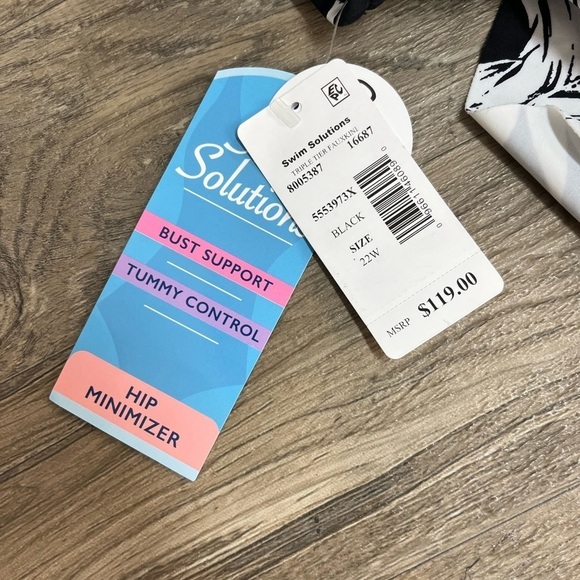 Solutions
BUST SUPPORT
TUMMY CONTROL
HIP
MINIMIZER
Swim Solutions
TRIPLE TIER FAUXKINI
8005387 16687
5553973X
BLACK
SIZE
22W
MSRP $119.00